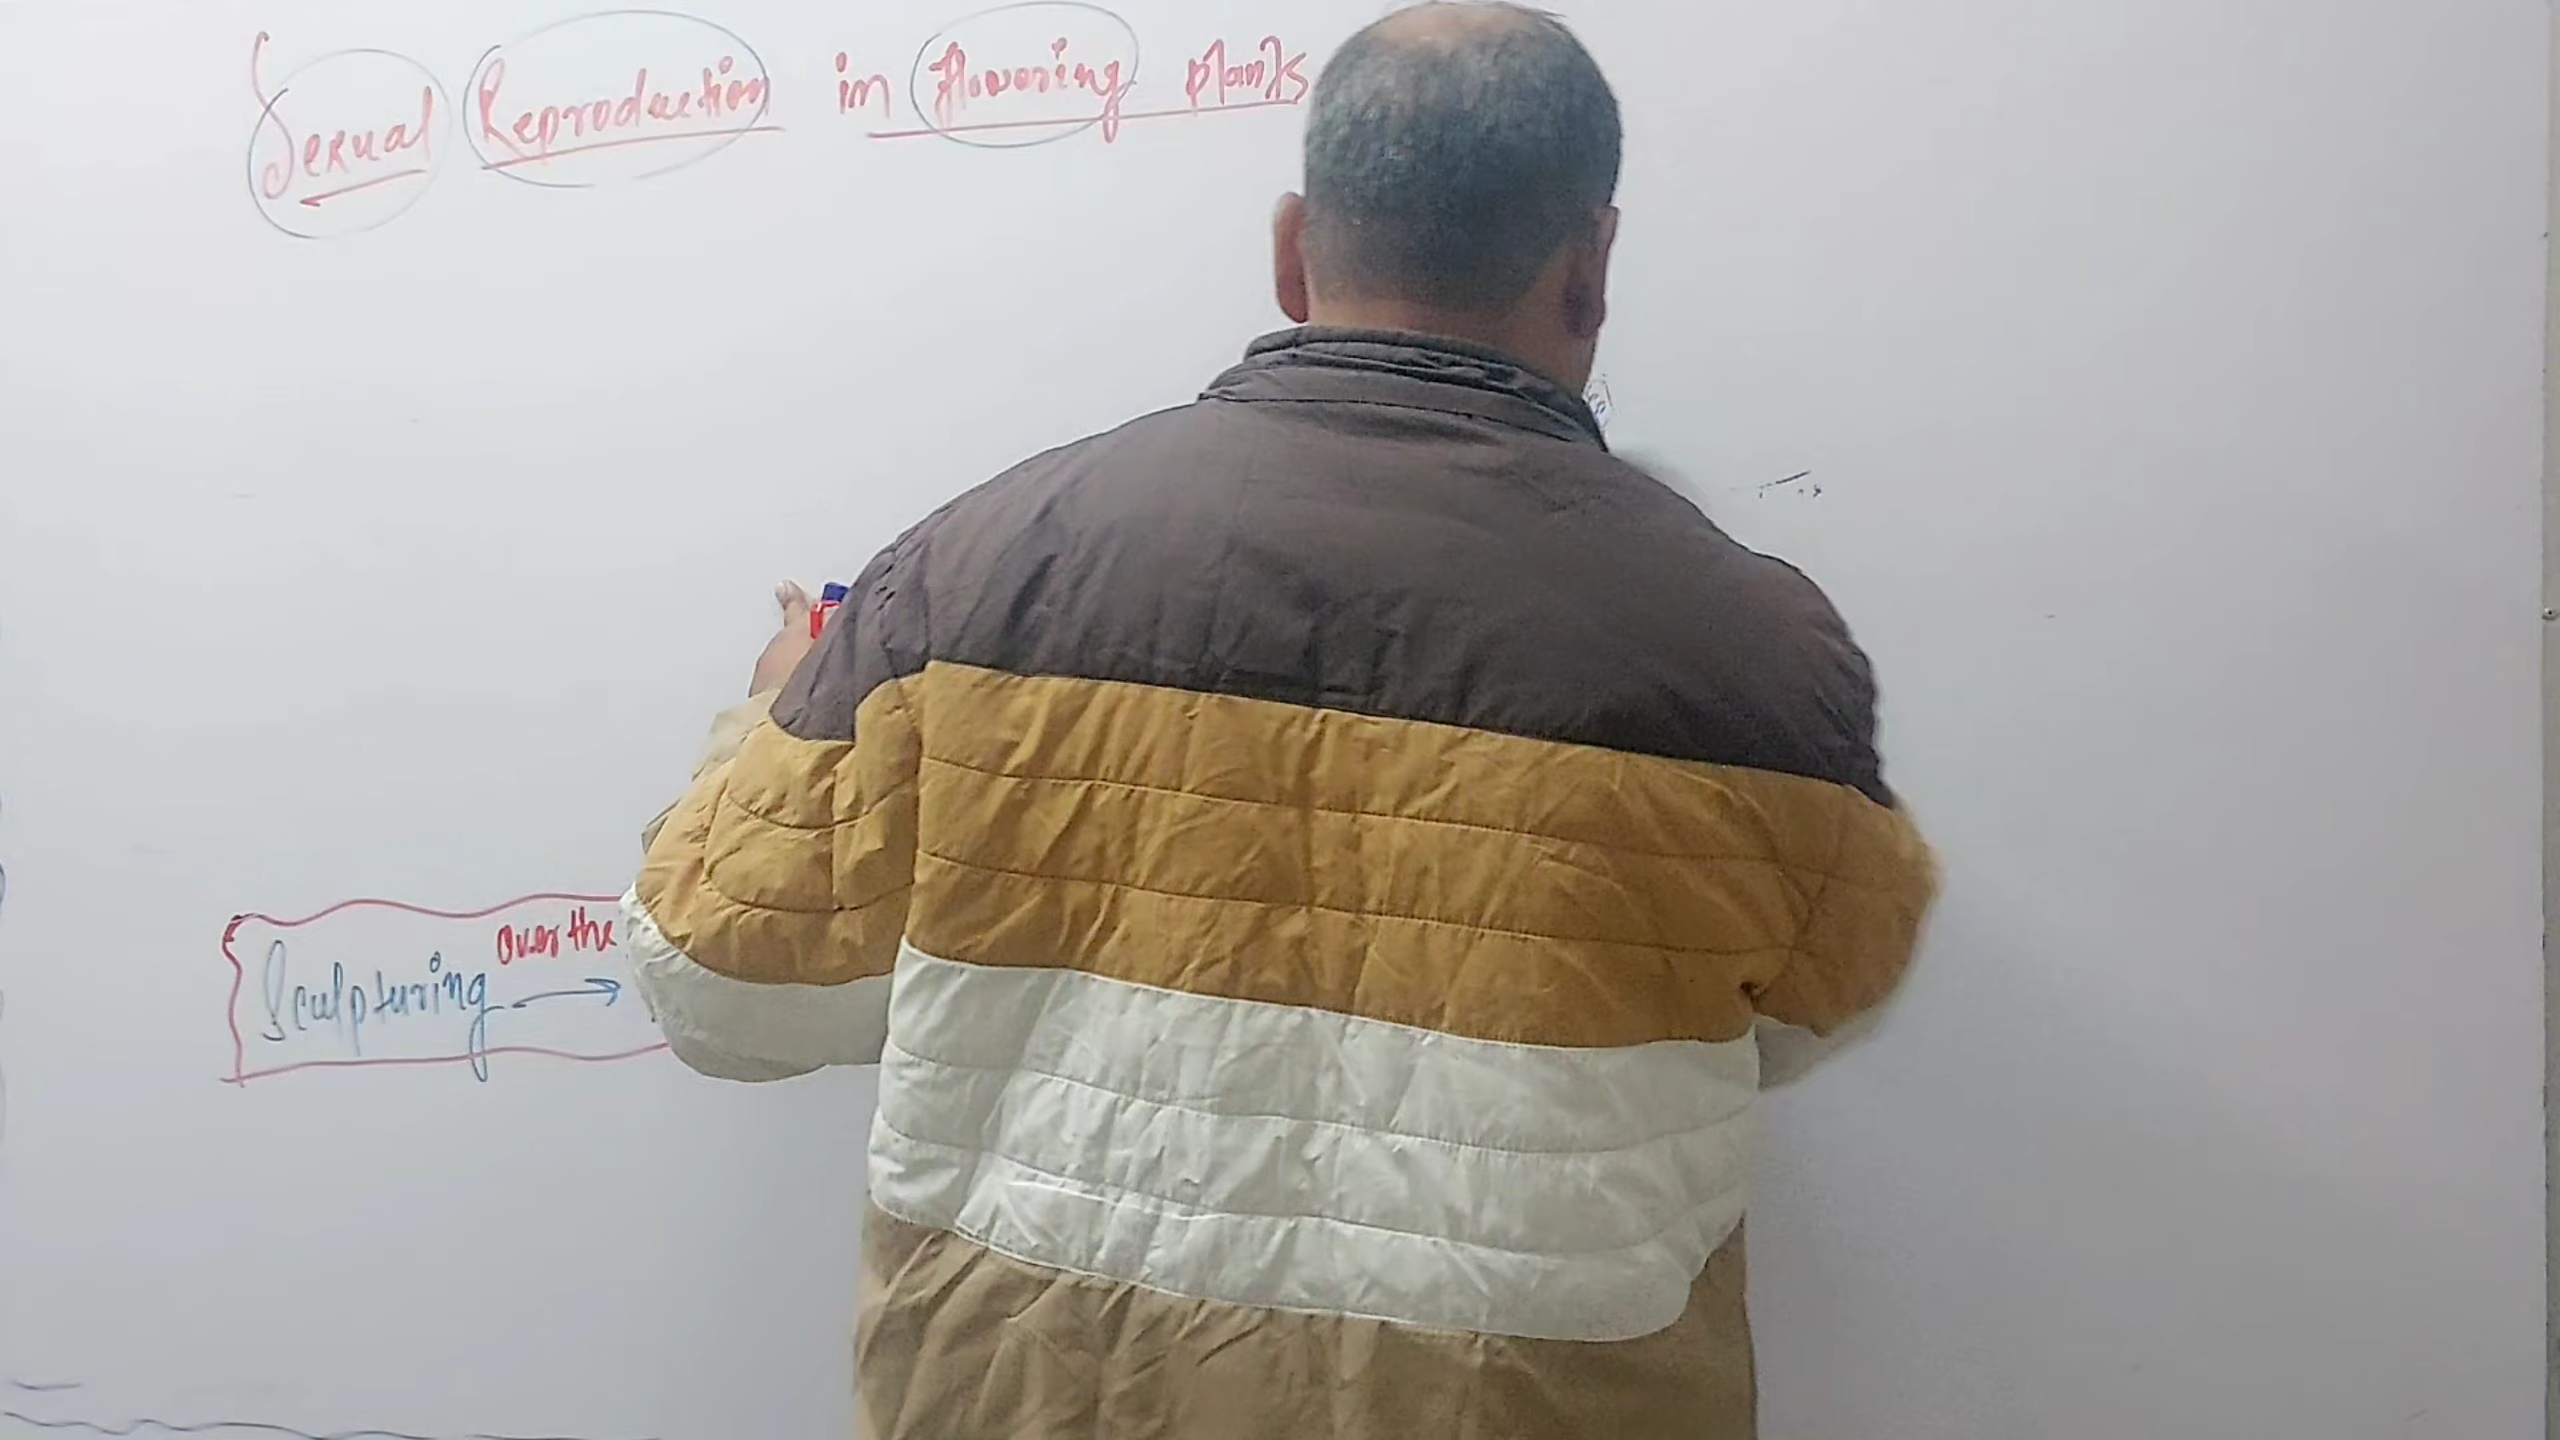 Sexual Reproduction in flowering plants
over the
Sculpturing →